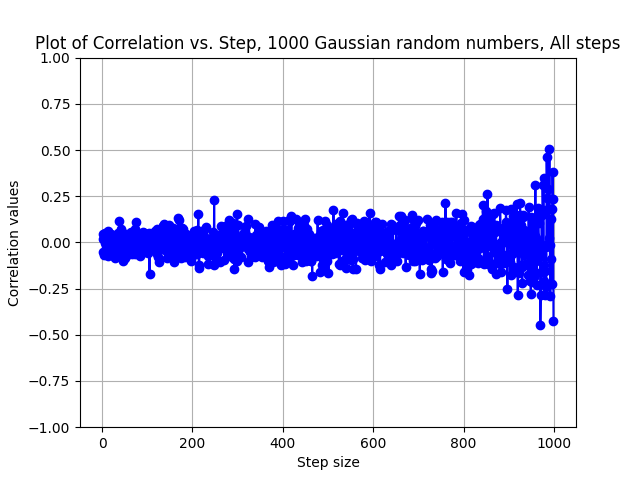 Plot of Correlation vs. Step, 1000 Gaussian random numbers, All steps
1.00
0.75
0.50
0.25
0.00
−0.25
−0.50
−0.75
−1.00
Correlation values
0 200 400 600 800 1000
Step size